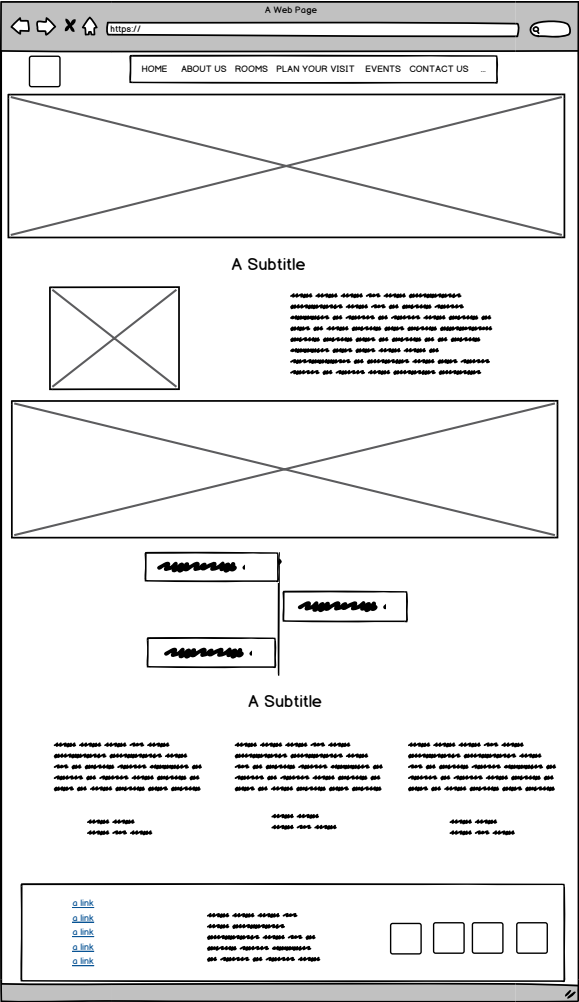 A Web Page
https://
HOME ABOUT US ROOMS PLAN YOUR VISIT EVENTS CONTACT US ...
A Subtitle
A Subtitle
a link
a link
a link
a link
a link